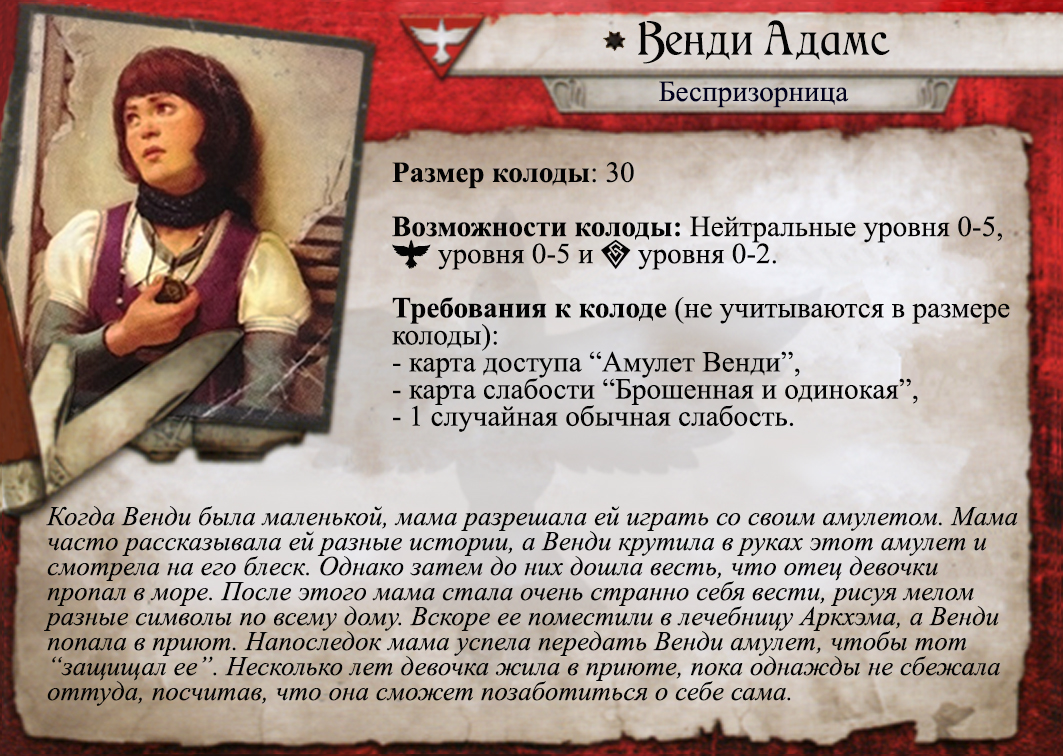 Венди Адамс
Беспризорница
Размер колоды: 30
Возможности колоды: Нейтральные уровня 0-5,
уровня 0-5 и уровня 0-2.
Требования к колоде (не учитываются в размере
колоды):
- карта доступа “Амулет Венди”,
- карта слабости “Брошенная и одинокая”,
- 1 случайная обычная слабость.
Когда Венди была маленькой, мама разрешала ей играть со своим амулетом. Мама
часто рассказывала ей разные истории, а Венди крутила в руках этот амулет и
смотрела на его блеск. Однако затем до них дошла весть, что отец девочки
пропал в море. После этого мама стала очень странно себя вести, рисуя мелом
разные символы по всему дому. Вскоре ее поместили в лечебницу Аркхэма, а Венди
попала в приют. Напоследок мама успела передать Венди амулет, чтобы тот
“защищал ее”. Несколько лет девочка жила в приюте, пока однажды не сбежала
оттуда, посчитав, что она сможет позаботиться о себе сама.